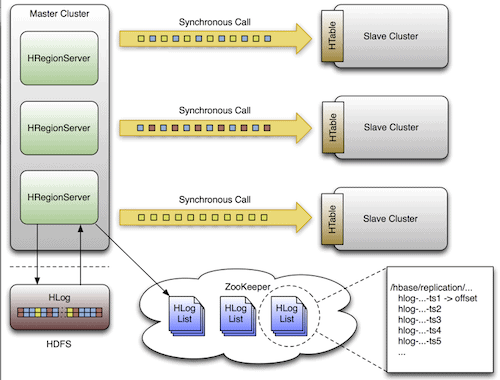 Master Cluster
HRegionServer
HRegionServer
HRegionServer
Synchronous Call
HTable
Slave Cluster
Synchronous Call
HTable
Slave Cluster
Synchronous Call
HTable
Slave Cluster
HLog
HDFS
ZooKeeper
HLog
List
HLog
List
HLog
List
/hbase/replication/...
hlog-...-ts1 -> offset
hlog-...-ts2
hlog-...-ts3
hlog-...-ts4
hlog-...-ts5
...